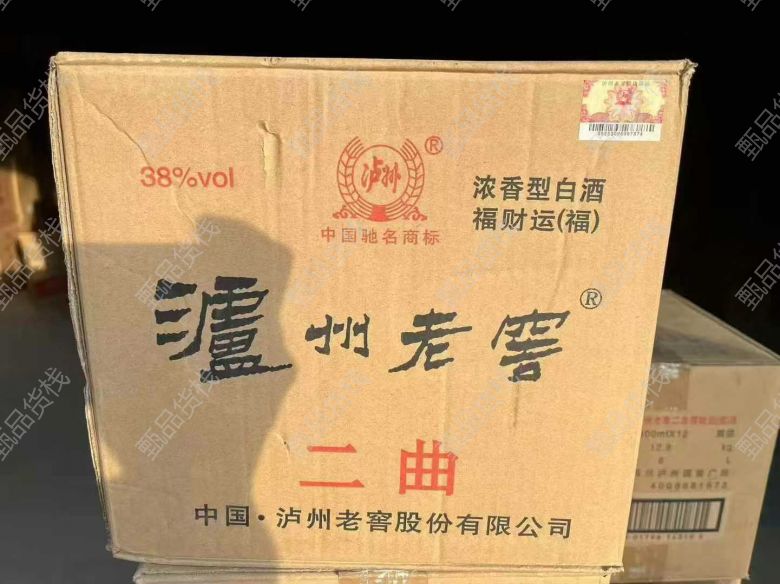 38%vol
泸州
®
中国驰名商标
浓香型白酒
福财运(福)
瀘州老窖®
二曲
中国·泸州老窖股份有限公司
4008881573
甄品货栈